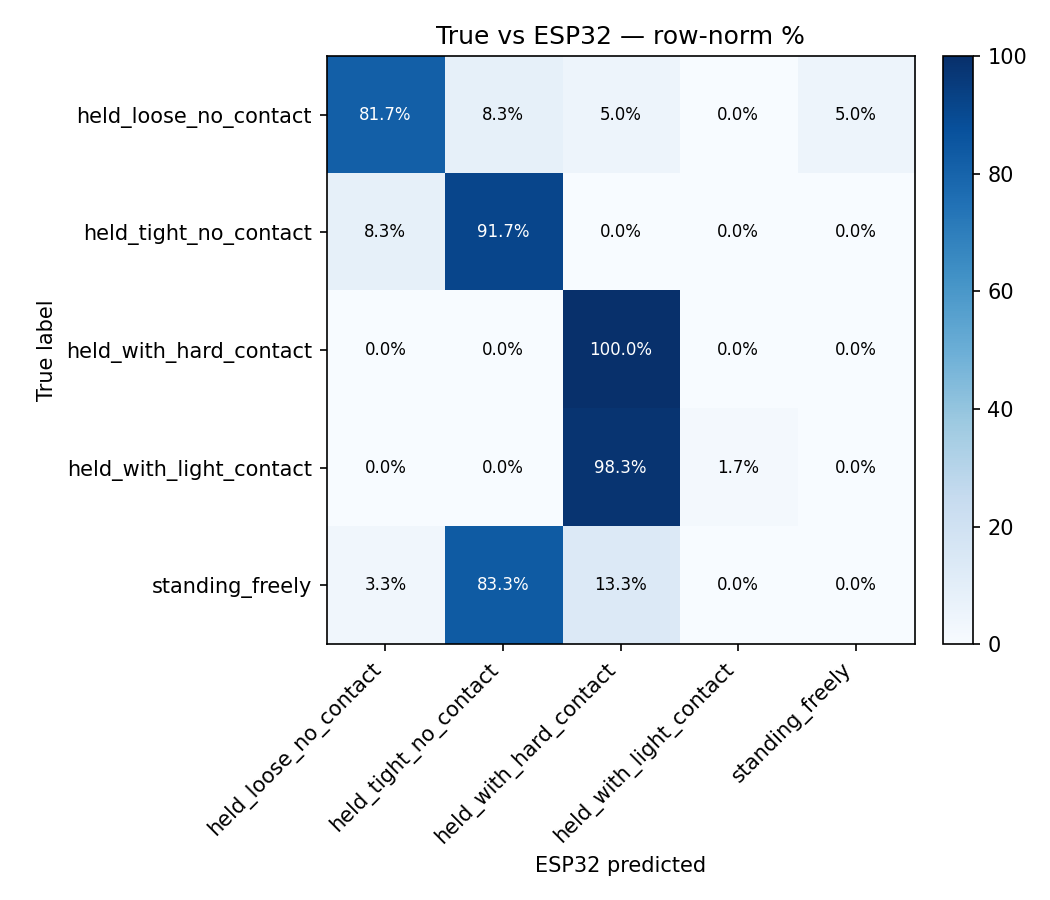 True vs ESP32 — row-norm %
True label
held_loose_no_contact 81.7% 8.3% 5.0% 0.0% 5.0%
held_tight_no_contact 8.3% 91.7% 0.0% 0.0% 0.0%
held_with_hard_contact 0.0% 0.0% 100.0% 0.0% 0.0%
held_with_light_contact 0.0% 0.0% 98.3% 1.7% 0.0%
standing_freely 3.3% 83.3% 13.3% 0.0% 0.0%
held_loose_no_contact
held_tight_no_contact
held_with_hard_contact
held_with_light_contact
standing_freely
ESP32 predicted
100
80
60
40
20
0